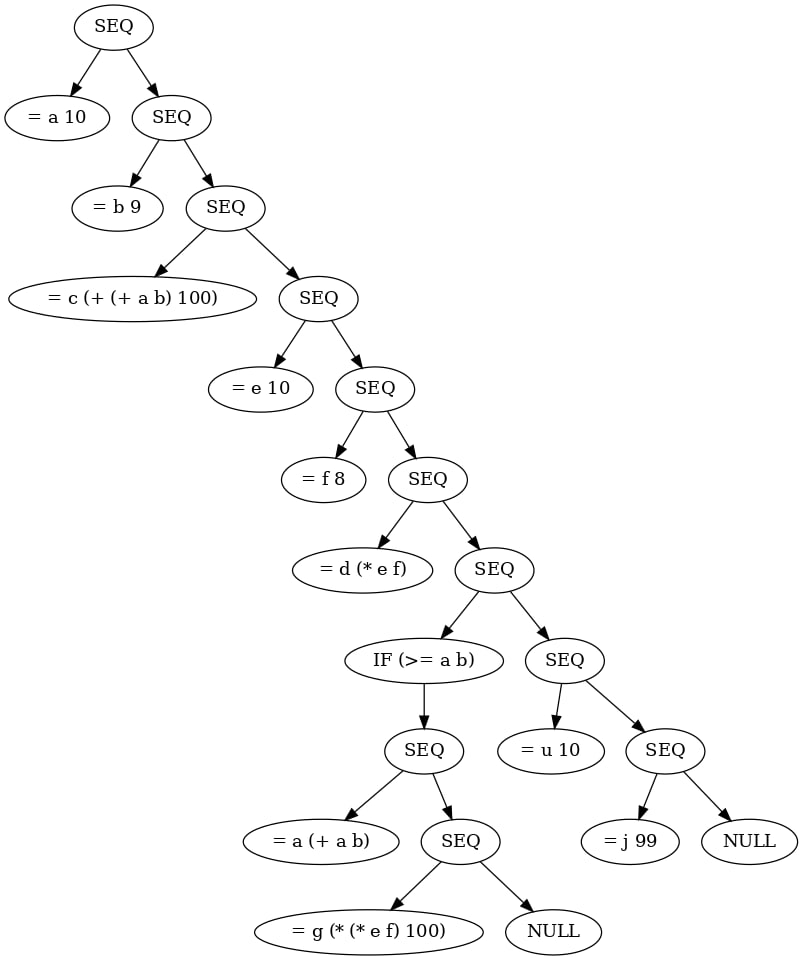 SEQ
= a 10
SEQ
= b 9
SEQ
= c (+ (+ a b) 100)
SEQ
= e 10
SEQ
= f 8
SEQ
= d (* e f)
SEQ
IF (>= a b)
SEQ
SEQ
= u 10
SEQ
= a (+ a b)
SEQ
= j 99
NULL
= g (* (* e f) 100)
NULL